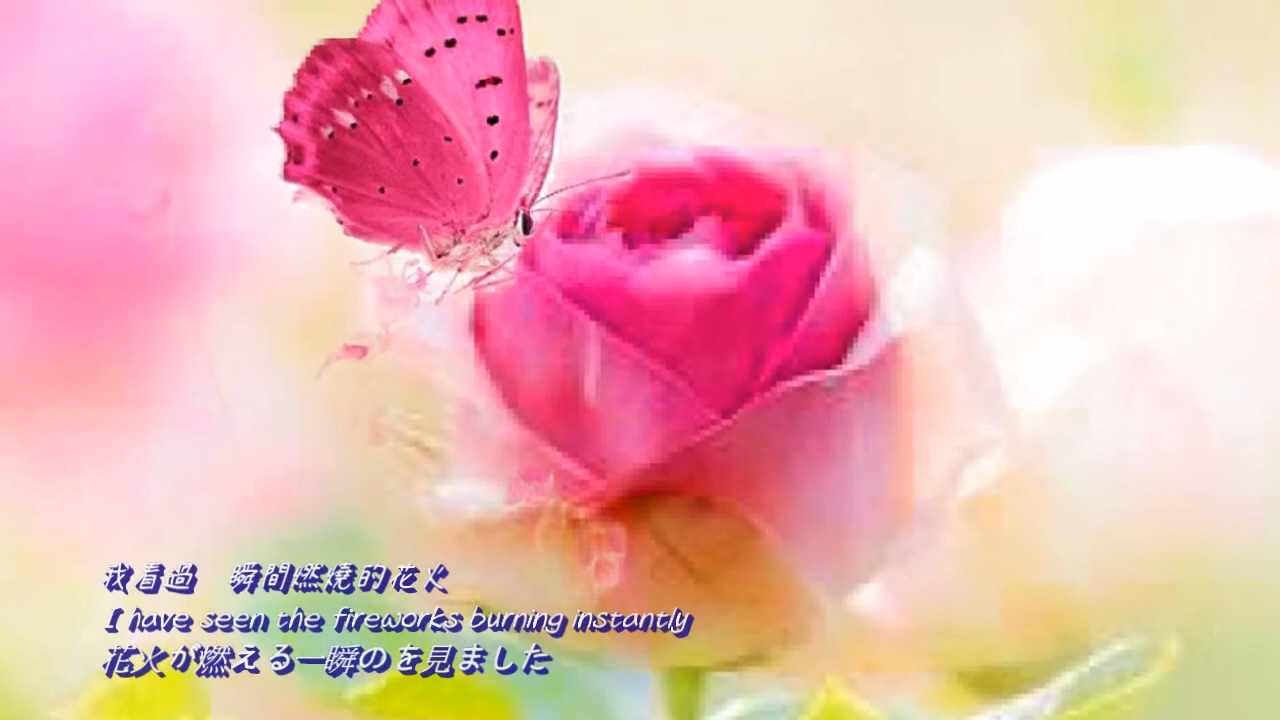 我看過　瞬間燃燒的花火
I have seen the fireworks burning instantly
花火が燃える一瞬のを見ました